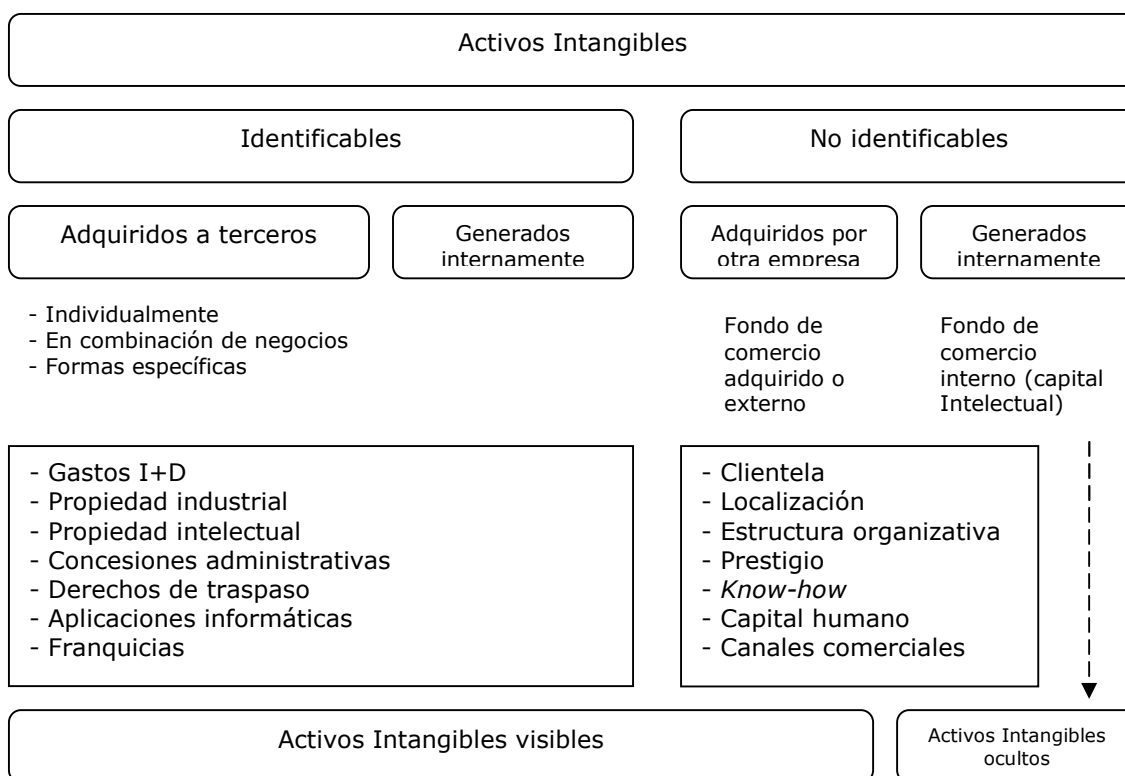 Activos Intangibles
Identificables
No identificables
Adquiridos a terceros
Generados
internamente
Adquiridos por
otra empresa
Generados
internamente
- Individualmente
- En combinación de negocios
- Formas específicas
Fondo de
comercio
adquirido o
externo
Fondo de
comercio
interno (capital
Intelectual)
- Gastos I+D
- Propiedad industrial
- Propiedad intelectual
- Concesiones administrativas
- Derechos de traspaso
- Aplicaciones informáticas
- Franquicias
- Clientela
- Localización
- Estructura organizativa
- Prestigio
- Know-how
- Capital humano
- Canales comerciales
Activos Intangibles visibles
Activos Intangibles
ocultos